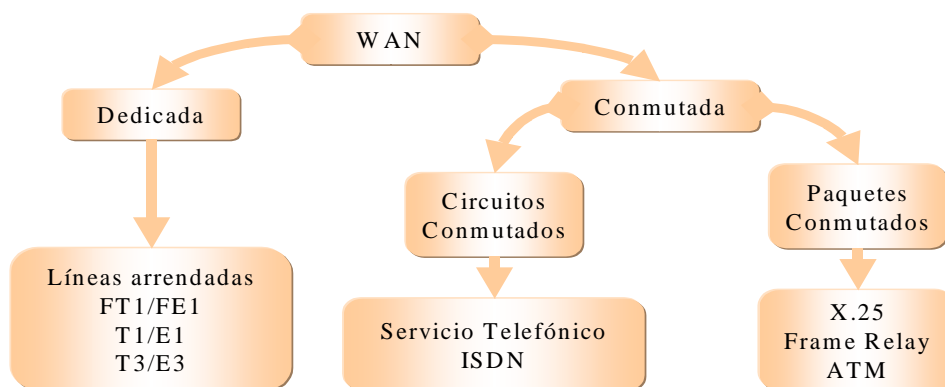 WAN
Dedicada
Conmutada
Circuitos
Conmutados
Paquetes
Conmutados
Líneas arrendadas
FT1/FE1
T1/E1
T3/E3
Servicio Telefónico
ISDN
X.25
Frame Relay
ATM